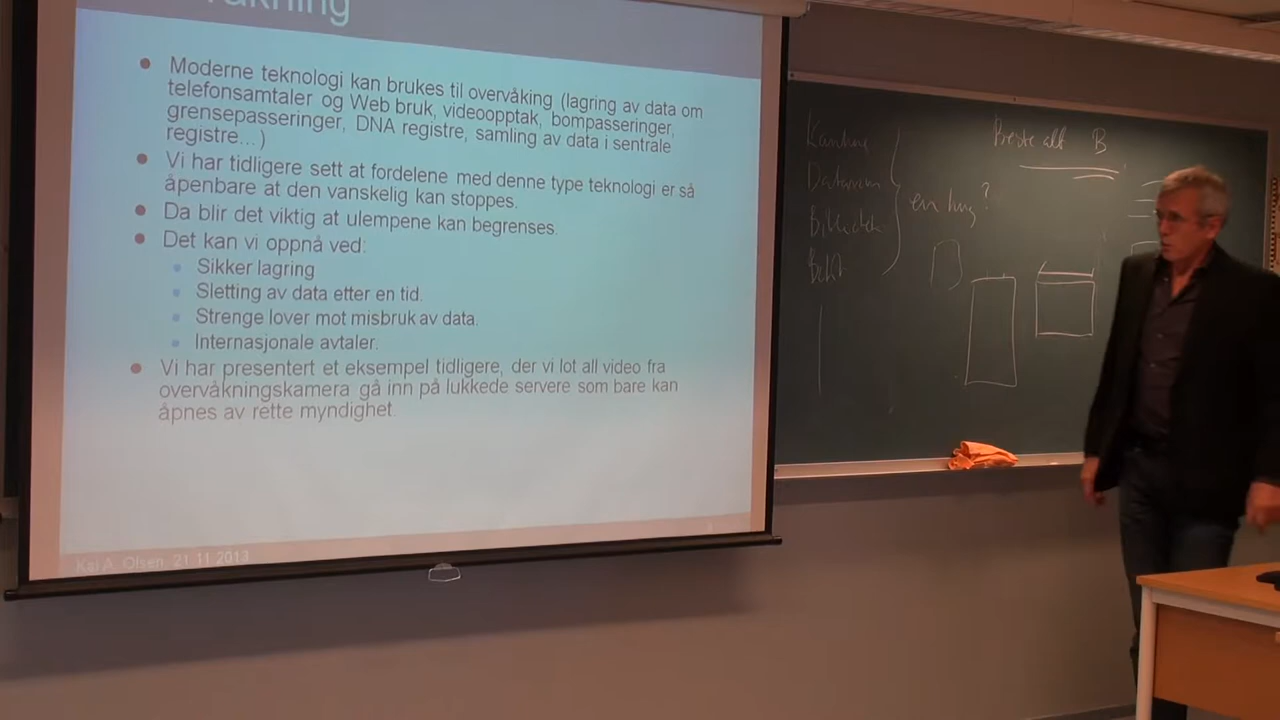 Moderne teknologi kan brukes til overvåking (lagring av data om
telefonsamtaler og Web bruk, videoopptak, bompasseringer,
grensepasseringer, DNA registre, samling av data i sentrale
registre...)
Vi har tidligere sett at fordelene med denne type teknologi er så
åpenbare at den vanskelig kan stoppes.
Da blir det viktig at ulempene kan begrenses.
Det kan vi oppnå ved:
Sikker lagring
Sletting av data etter en tid.
Strenge lover mot misbruk av data.
Internasjonale avtaler.
Vi har presentert et eksempel tidligere, der vi lot all video fra
overvåkningskamera gå inn på lukkede servere som bare kan
åpnes av rette myndighet.
Kai A. Olsen, 21.11.2013
Beste alt B